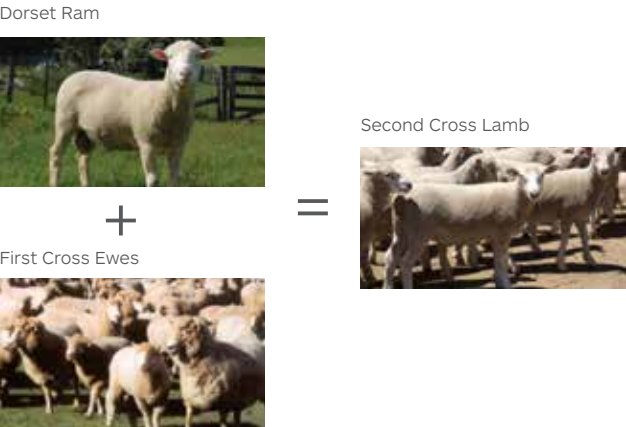 Dorset Ram
+
First Cross Ewes
=
Second Cross Lamb